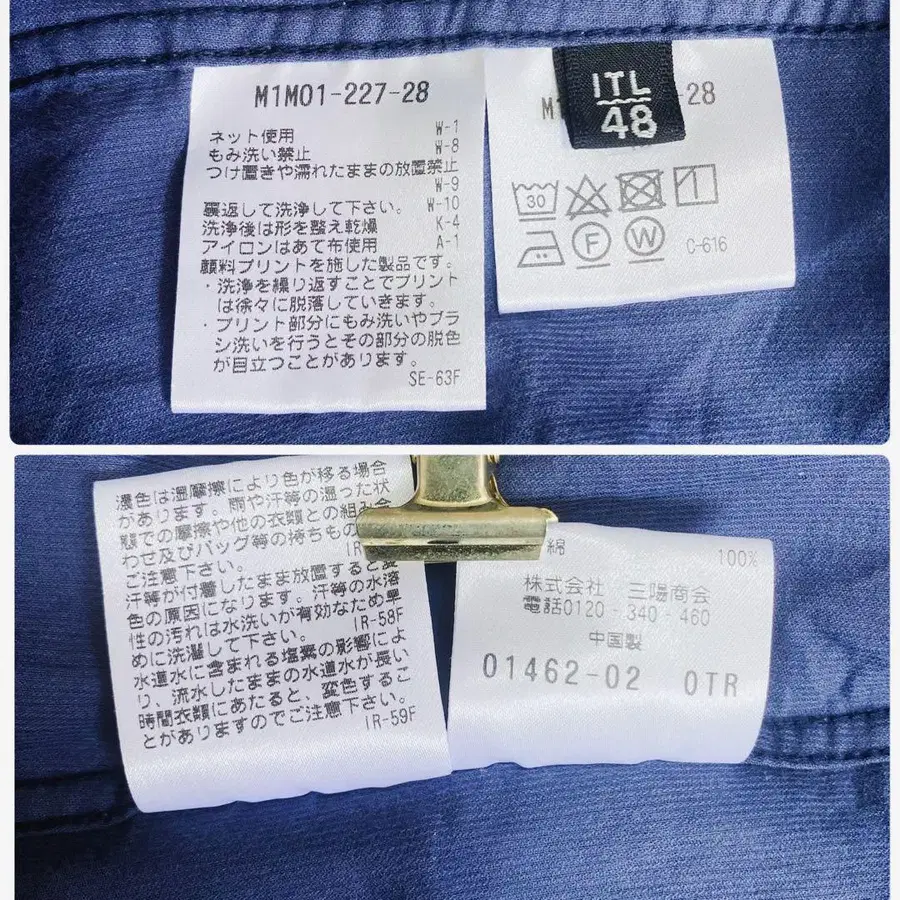 M1M01-227-28
ネット使用 W-1
もみ洗い禁止 W-8
つけ置きや濡れたままの放置禁止
W-9
裏返して洗浄して下さい。 W-10
洗浄後は形を整え乾燥 K-4
アイロンはあて布使用 A-1
顔料プリントを施した製品です。
・洗浄を繰り返すことでプリント
は徐々に脱落していきます。
・プリント部分にもみ洗いやブラ
シ洗いを行うとその部分の脱色
が目立つことがあります。
SE-63F
M1 -28
ITL
48
30
F W C-616
濃色は湿摩擦により色が移る場合
があります。雨や汗等の湿った状
態での摩擦や他の衣類との組み合
わせ及びバッグ等の持ちもの
ご注意下さい。 IR
汗等が付着したまま放置すると変
色の原因になります。汗等の水溶
性の汚れは水洗いが有効なため早
めに洗濯して下さい。 IR-58F
水道水に含まれる塩素の影響によ
り、流水したままの水道水が長い
時間衣類にあたると、変色するこ
とがありますのでご注意下さい。
IR-59F
綿 100%
株式会社 三陽商会
電話0120-340-460
中国製
01462-02 OTR